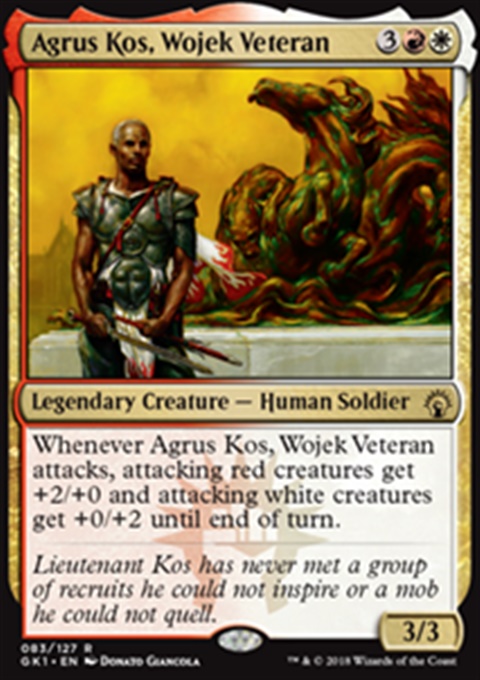 Agrus Kos, Wojek Veteran 3
Legendary Creature — Human Soldier
Whenever Agrus Kos, Wojek Veteran
attacks, attacking red creatures get
+2/+0 and attacking white creatures
get +0/+2 until end of turn.
Lieutenant Kos has never met a group
of recruits he could not inspire or a mob
he could not quell.
3/3
083/127 R
GK1 • EN Donato Giancola
™ & © 2018 Wizards of the Coast